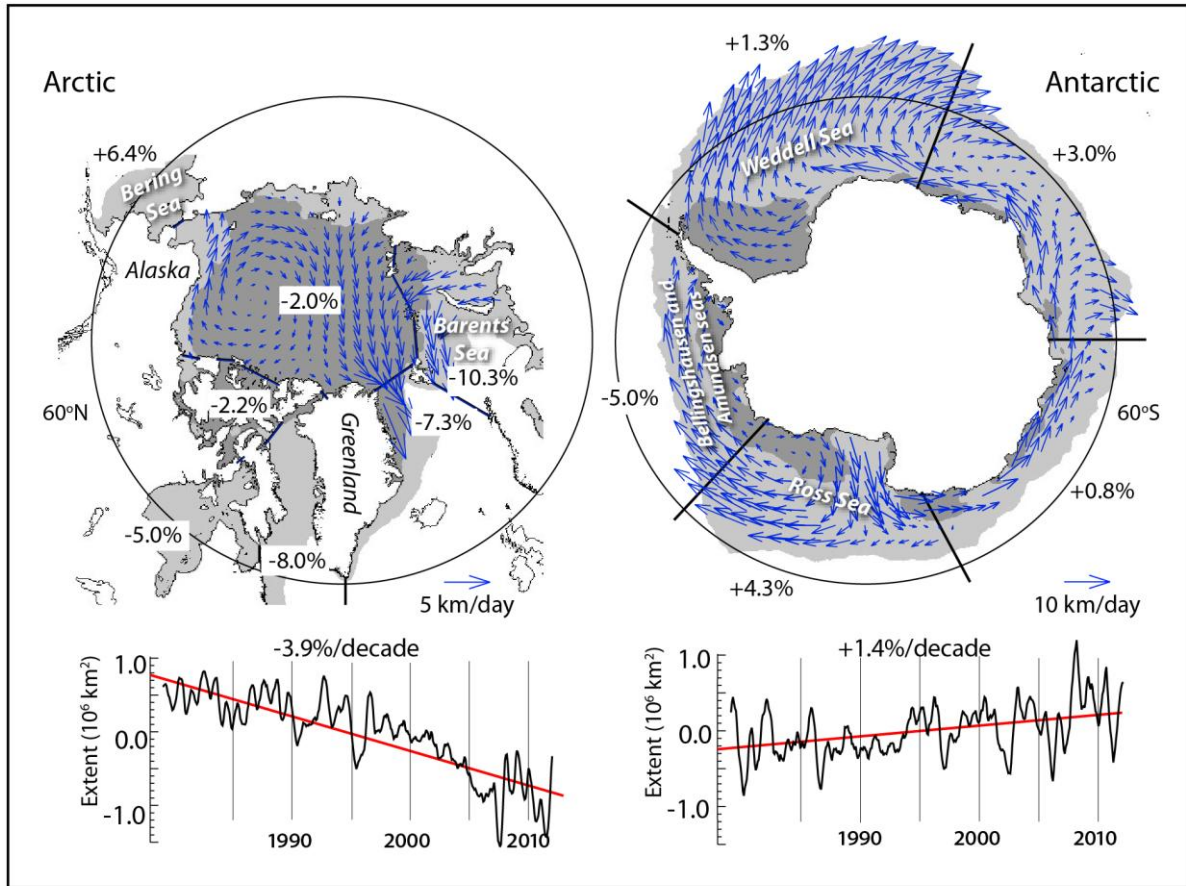 Arctic
+6.4%
Bering
Sea
Alaska
-2.0%
Barents
Sea
-10.3%
-7.3%
-2.2%
60°N
Greenland
-5.0%
-8.0%
5 km/day
Antarctic
+1.3%
Weddell Sea
+3.0%
-5.0%
Bellingshausen and
Amundsen seas
60°S
Ross Sea
+0.8%
+4.3%
10 km/day
-3.9%/decade
Extent (10⁶ km²)
1.0
0.0
-1.0
1990
2000
2010
+1.4%/decade
Extent (10⁶ km²)
1.0
0.0
-1.0
1990
2000
2010